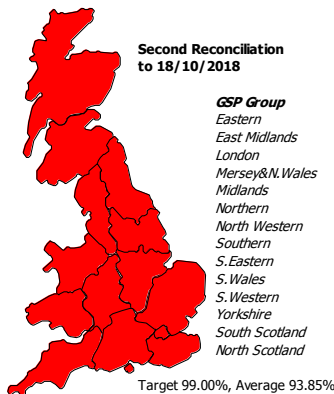 Second Reconciliation
to 18/10/2018
GSP Group
Eastern
East Midlands
London
Mersey&N.Wales
Midlands
Northern
North Western
Southern
S.Eastern
S.Wales
S.Western
Yorkshire
South Scotland
North Scotland
Target 99.00%, Average 93.85%